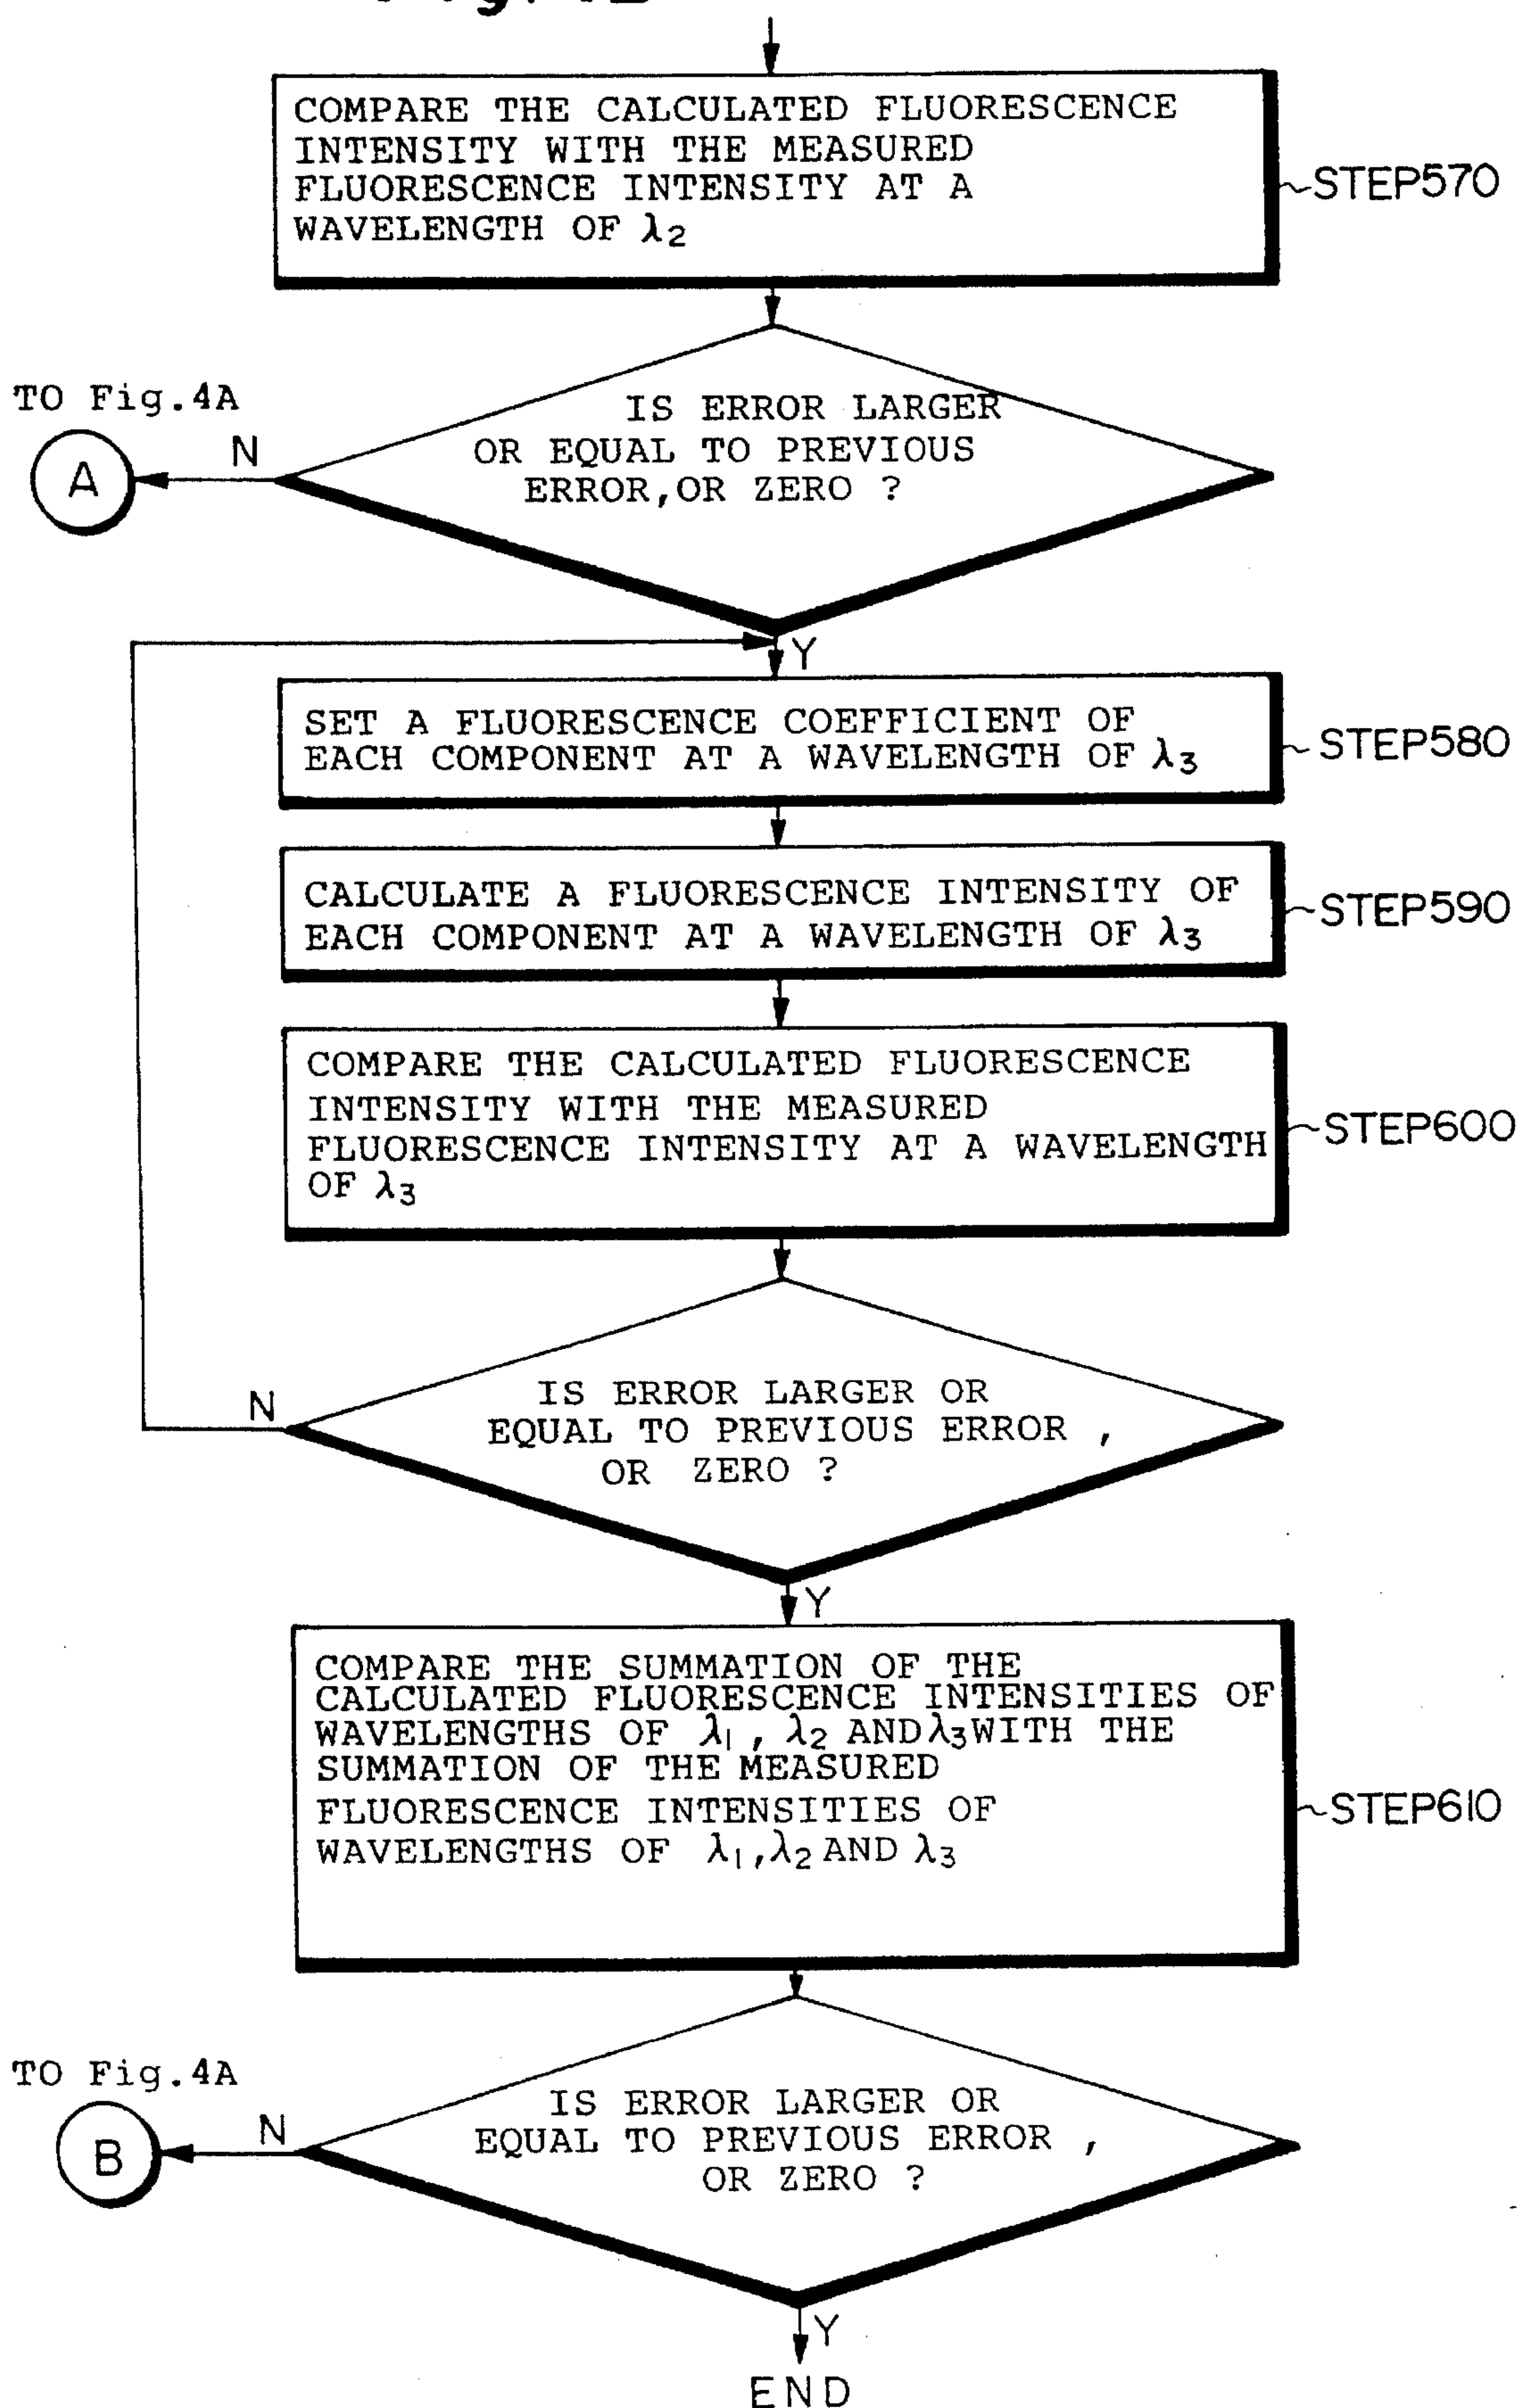 COMPARE THE CALCULATED FLUORESCENCE
INTENSITY WITH THE MEASURED
FLUORESCENCE INTENSITY AT A
WAVELENGTH OF λ2
STEP570
TO Fig.4A
A
N
IS ERROR LARGER
OR EQUAL TO PREVIOUS
ERROR,OR ZERO ?
Y
SET A FLUORESCENCE COEFFICIENT OF
EACH COMPONENT AT A WAVELENGTH OF λ3
STEP580
CALCULATE A FLUORESCENCE INTENSITY OF
EACH COMPONENT AT A WAVELENGTH OF λ3
STEP590
COMPARE THE CALCULATED FLUORESCENCE
INTENSITY WITH THE MEASURED
FLUORESCENCE INTENSITY AT A WAVELENGTH
OF λ3
STEP600
N
IS ERROR LARGER OR
EQUAL TO PREVIOUS ERROR ,
OR ZERO ?
Y
COMPARE THE SUMMATION OF THE
CALCULATED FLUORESCENCE INTENSITIES OF
WAVELENGTHS OF λ1 , λ2 AND λ3 WITH THE
SUMMATION OF THE MEASURED
FLUORESCENCE INTENSITIES OF
WAVELENGTHS OF λ1 ,λ2 AND λ3
STEP610
TO Fig.4A
B
N
IS ERROR LARGER OR
EQUAL TO PREVIOUS ERROR ,
OR ZERO ?
Y
END